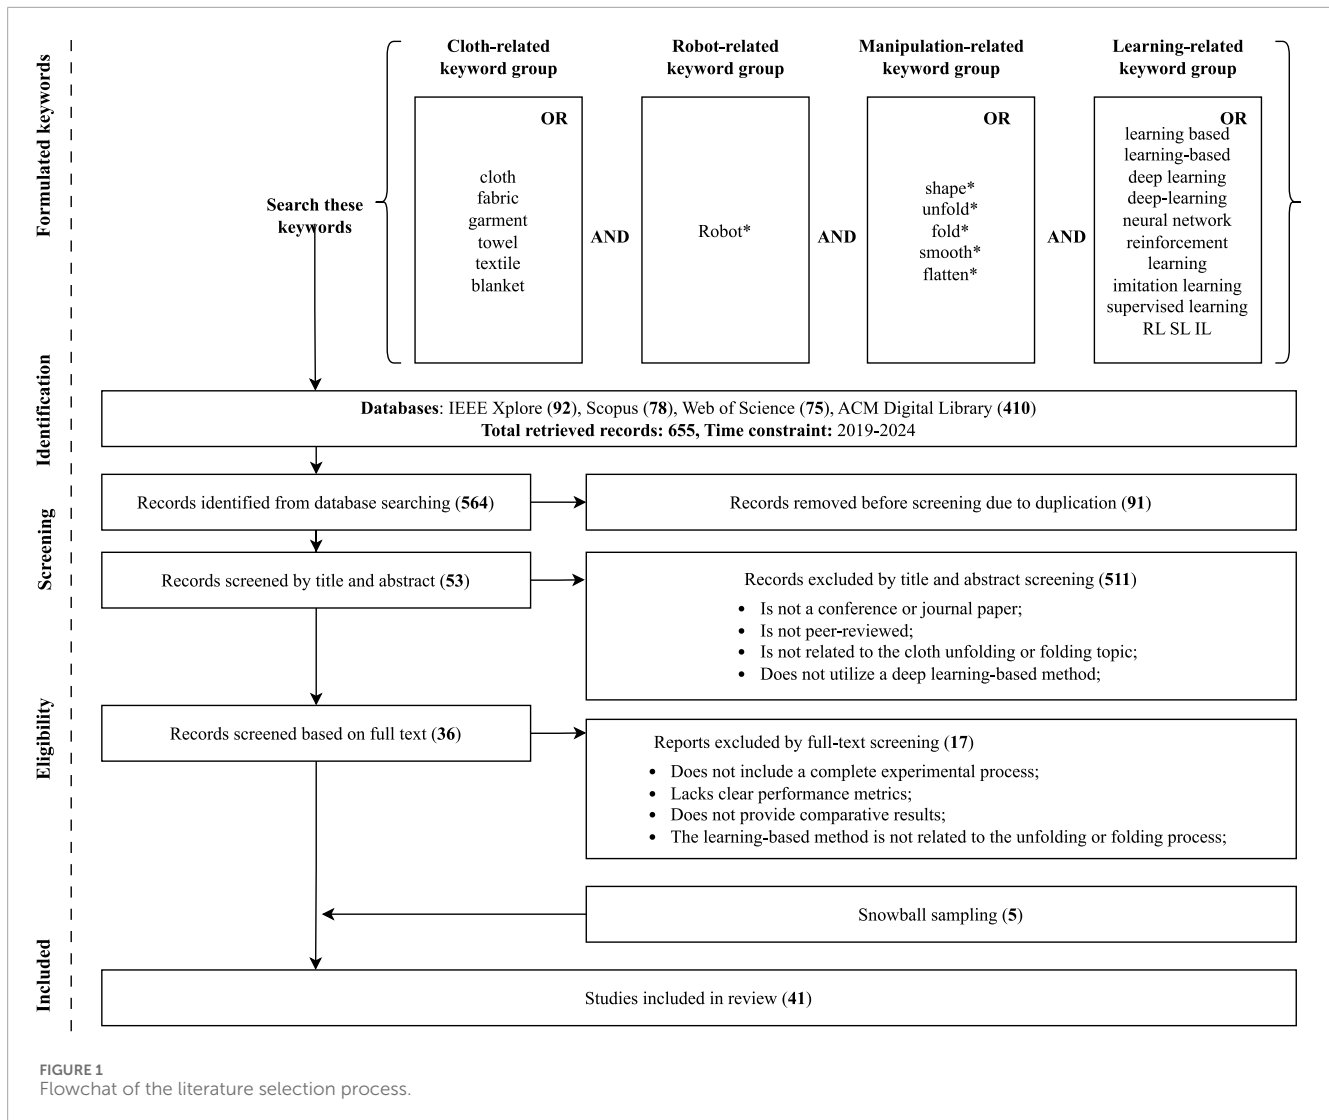 Formulated keywords
Identification
Screening
Eligibility
Included
Search these
keywords
Cloth-related
keyword group
OR
cloth
fabric
garment
towel
textile
blanket
AND
Robot-related
keyword group
Robot*
AND
Manipulation-related
keyword group
OR
shape*
unfold*
fold*
smooth*
flatten*
AND
Learning-related
keyword group
OR
learning based
learning-based
deep learning
deep-learning
neural network
reinforcement
learning
imitation learning
supervised learning
RL SL IL
Databases: IEEE Xplore (92), Scopus (78), Web of Science (75), ACM Digital Library (410)
Total retrieved records: 655, Time constraint: 2019-2024
Records identified from database searching (564)
Records removed before screening due to duplication (91)
Records screened by title and abstract (53)
Records excluded by title and abstract screening (511)
• Is not a conference or journal paper;
• Is not peer-reviewed;
• Is not related to the cloth unfolding or folding topic;
• Does not utilize a deep learning-based method;
Records screened based on full text (36)
Reports excluded by full-text screening (17)
• Does not include a complete experimental process;
• Lacks clear performance metrics;
• Does not provide comparative results;
• The learning-based method is not related to the unfolding or folding process;
Snowball sampling (5)
Studies included in review (41)
FIGURE 1
Flowchat of the literature selection process.